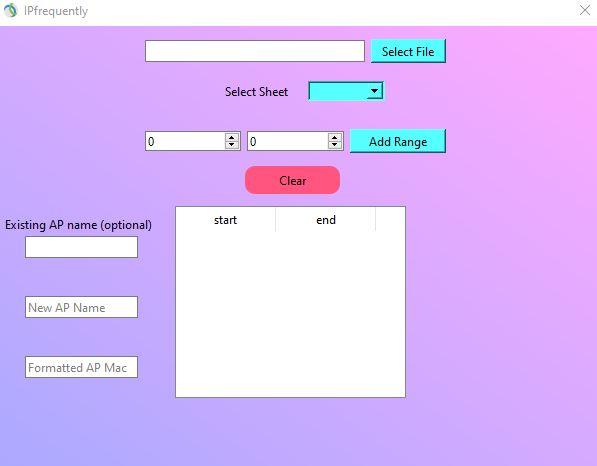 IPfrequently
Select File
Select Sheet
0 0 Add Range
Clear
Existing AP name (optional)
start end
New AP Name
Formatted AP Mac